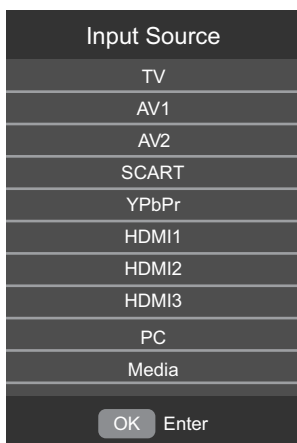 Input Source
TV
AV1
AV2
SCART
YPbPr
HDMI1
HDMI2
HDMI3
PC
Media
OK Enter